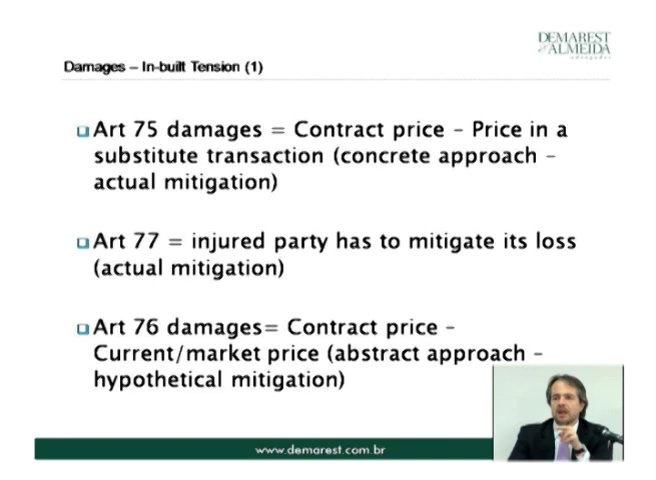 DEMAREST
& ALMEIDA
advogados
Damages – In-built Tension (1)
Art 75 damages = Contract price – Price in a
substitute transaction (concrete approach –
actual mitigation)
Art 77 = injured party has to mitigate its loss
(actual mitigation)
Art 76 damages= Contract price –
Current/market price (abstract approach –
hypothetical mitigation)
www.demarest.com.br